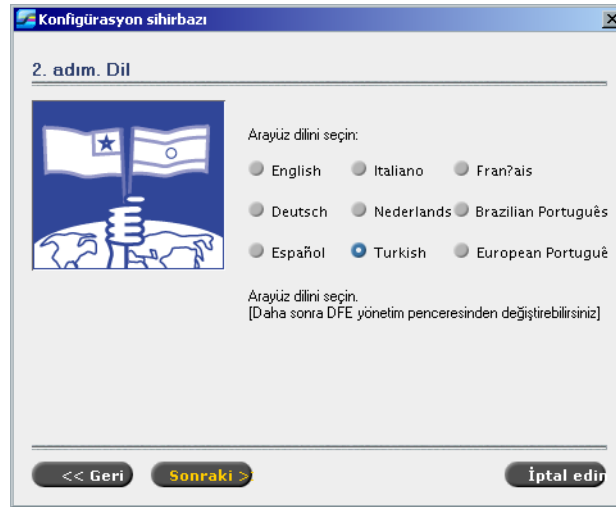 Konfigürasyon sihirbazı
2. adım. Dil
Arayüz dilini seçin:
English Italiano Fran?ais
Deutsch Nederlands Brazilian Português
Español Turkish European Portuguê
Arayüz dilini seçin.
[Daha sonra DFE yönetim penceresinden değiştirebilirsiniz]
<< Geri Sonraki > İptal edin